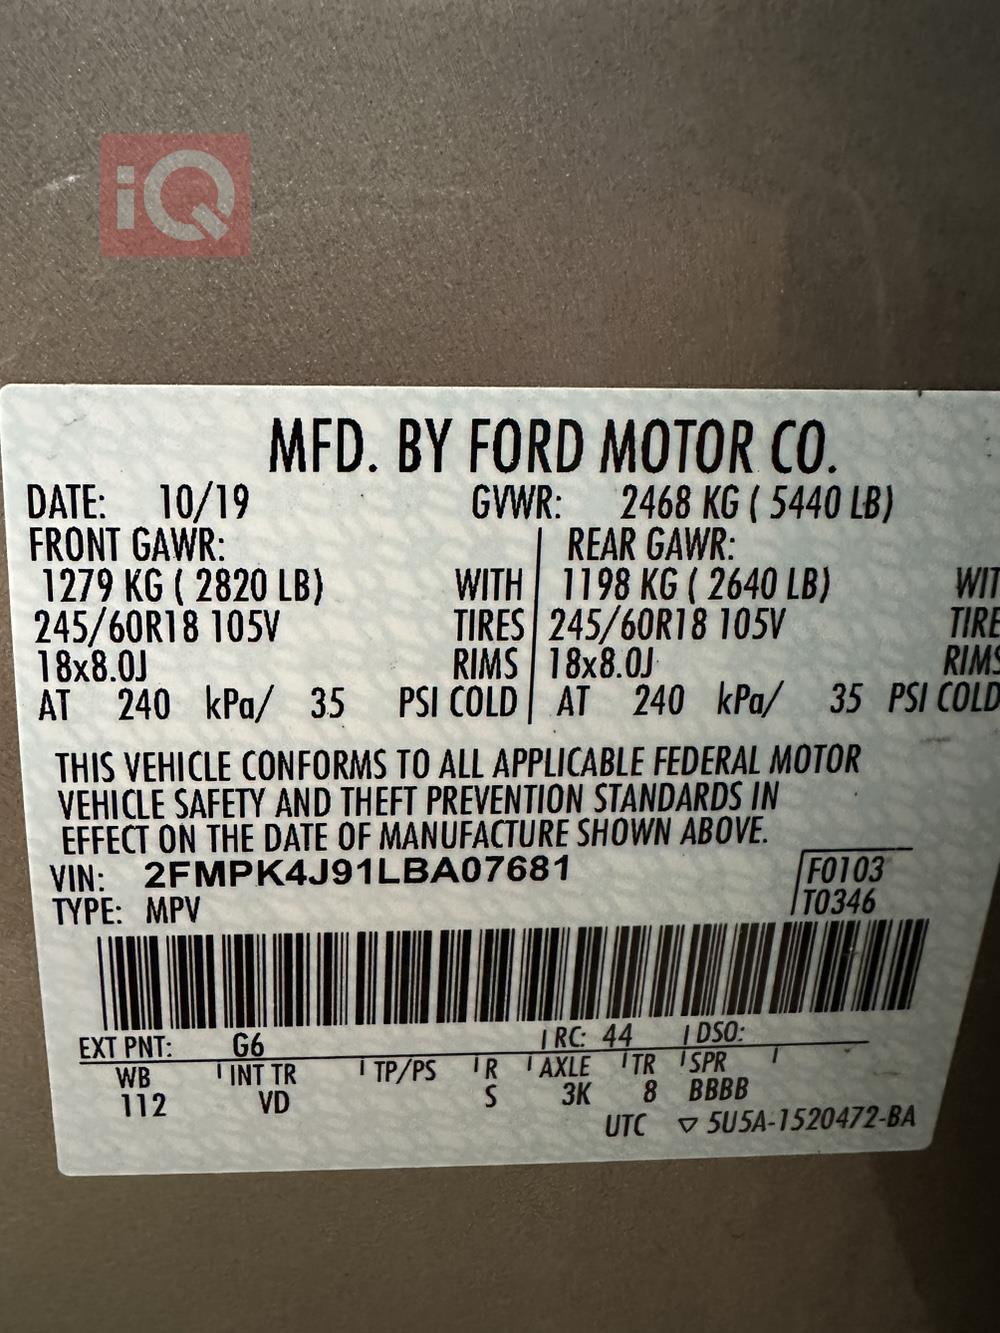 iQ
MFD. BY FORD MOTOR CO.
DATE: 10/19 GVWR: 2468 KG ( 5440 LB)
FRONT GAWR: REAR GAWR:
1279 KG ( 2820 LB) WITH 1198 KG ( 2640 LB) WIT
245/60R18 105V TIRES 245/60R18 105V TIRE
18x8.0J RIMS 18x8.0J RIMS
AT 240 kPa/ 35 PSI COLD AT 240 kPa/ 35 PSI COLD
THIS VEHICLE CONFORMS TO ALL APPLICABLE FEDERAL MOTOR
VEHICLE SAFETY AND THEFT PREVENTION STANDARDS IN
EFFECT ON THE DATE OF MANUFACTURE SHOWN ABOVE.
VIN: 2FMPK4J91LBA07681 F0103
TYPE: MPV T0346
EXT PNT: G6 RC: 44 DSO:
WB INT TR TP/PS R AXLE TR SPR
112 VD S 3K 8 BBBB
UTC ▽ 5U5A-1520472-BA